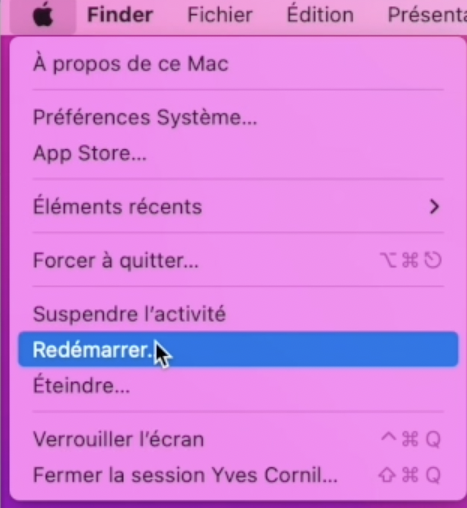 Finder Fichier Édition Présenta
À propos de ce Mac
Préférences Système...
App Store...
Éléments récents
Forcer à quitter... ⌥⌘⎋
Suspendre l'activité
Redémarrer.
Éteindre...
Verrouiller l'écran ^⌘Q
Fermer la session Yves Cornil... ⇧⌘Q